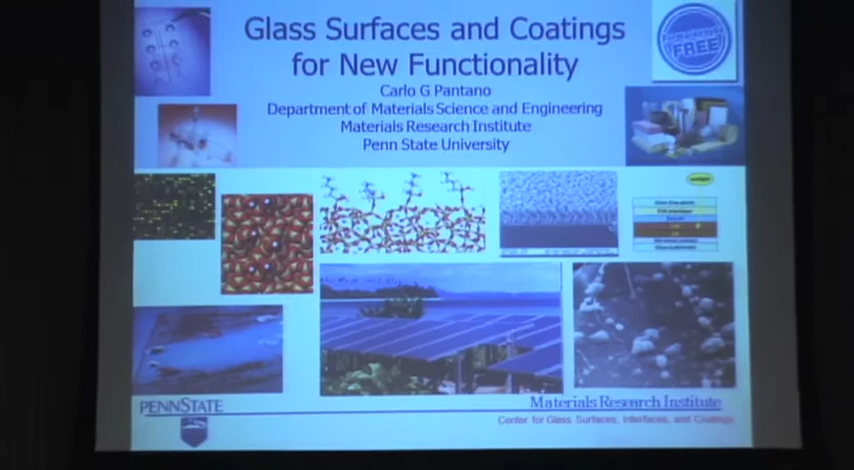 Glass Surfaces and Coatings
for New Functionality
Carlo G Pantano
Department of Materials Science and Engineering
Materials Research Institute
Penn State University
FREE
PENNSTATE
Materials Research Institute
Center for Glass Surfaces, Interfaces, and Coatings